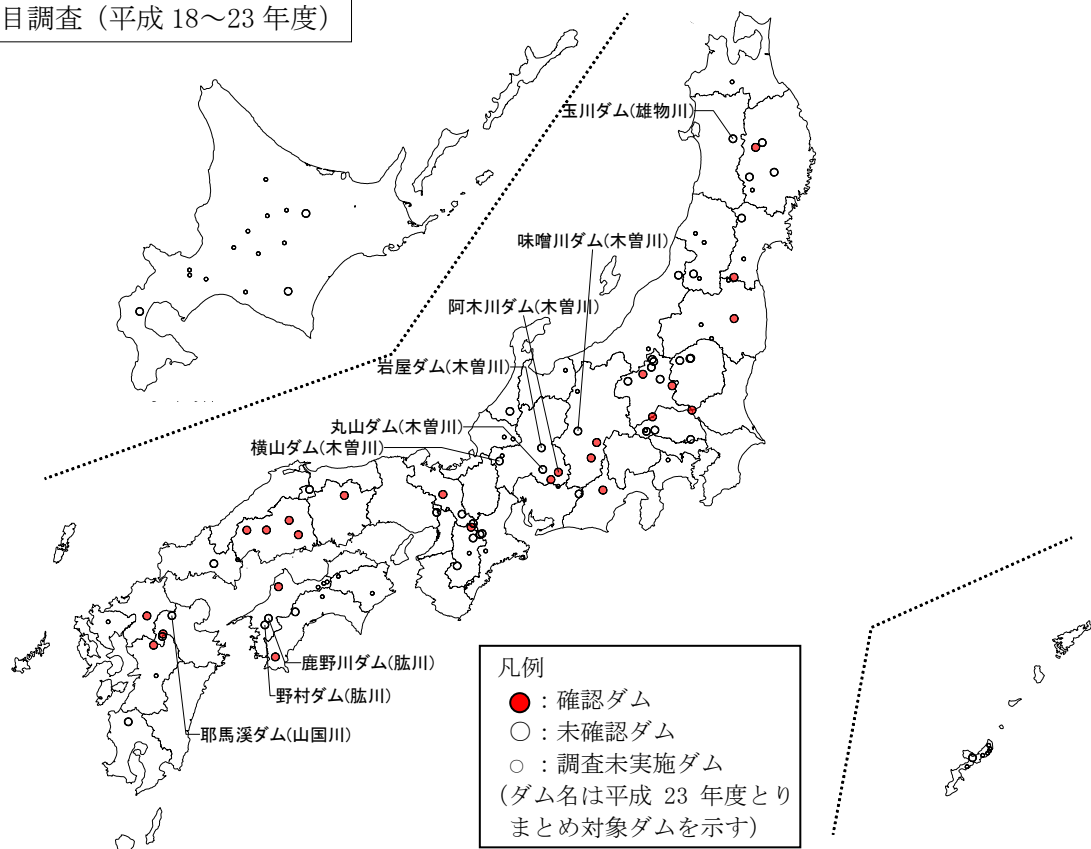 目調査（平成 18～23 年度）
玉川ダム(雄物川)
味噌川ダム(木曽川)
阿木川ダム(木曽川)
岩屋ダム(木曽川)
丸山ダム(木曽川)
横山ダム(木曽川)
鹿野川ダム(肱川)
野村ダム(肱川)
耶馬溪ダム(山国川)
凡例
：確認ダム
：未確認ダム
：調査未実施ダム
(ダム名は平成 23 年度とり
まとめ対象ダムを示す)